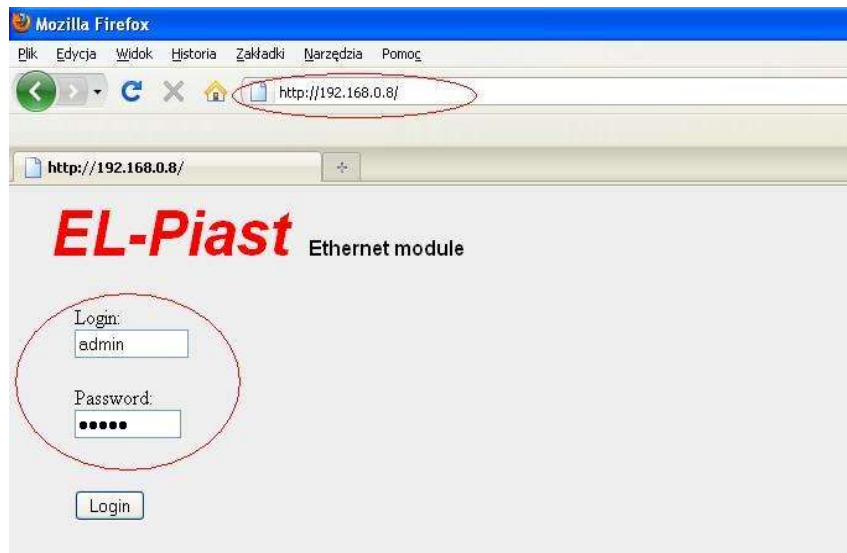 Mozilla Firefox
Plik Edycja Widok Historia Zakładki Narzędzia Pomoc
http://192.168.0.8/
http://192.168.0.8/
EL-Piast Ethernet module
Login:
admin
Password:
•••••
Login